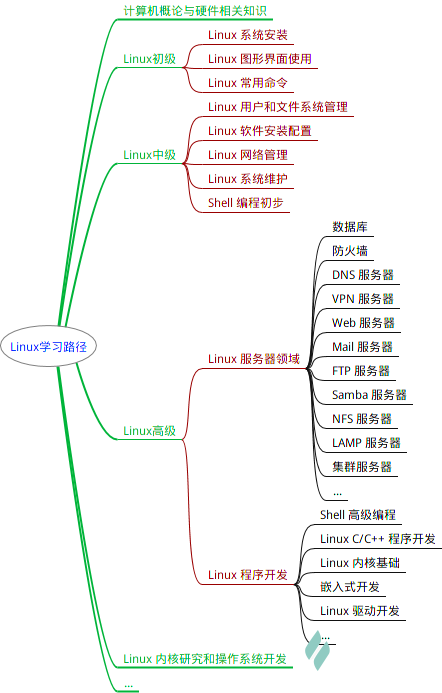 计算机概论与硬件相关知识
Linux初级
Linux 系统安装
Linux 图形界面使用
Linux 常用命令
Linux中级
Linux 用户和文件系统管理
Linux 软件安装配置
Linux 网络管理
Linux 系统维护
Shell 编程初步
Linux学习路径
Linux高级
Linux 服务器领域
数据库
防火墙
DNS 服务器
VPN 服务器
Web 服务器
Mail 服务器
FTP 服务器
Samba 服务器
NFS 服务器
LAMP 服务器
集群服务器
...
Linux 程序开发
Shell 高级编程
Linux C/C++ 程序开发
Linux 内核基础
嵌入式开发
Linux 驱动开发
...
Linux 内核研究和操作系统开发
...